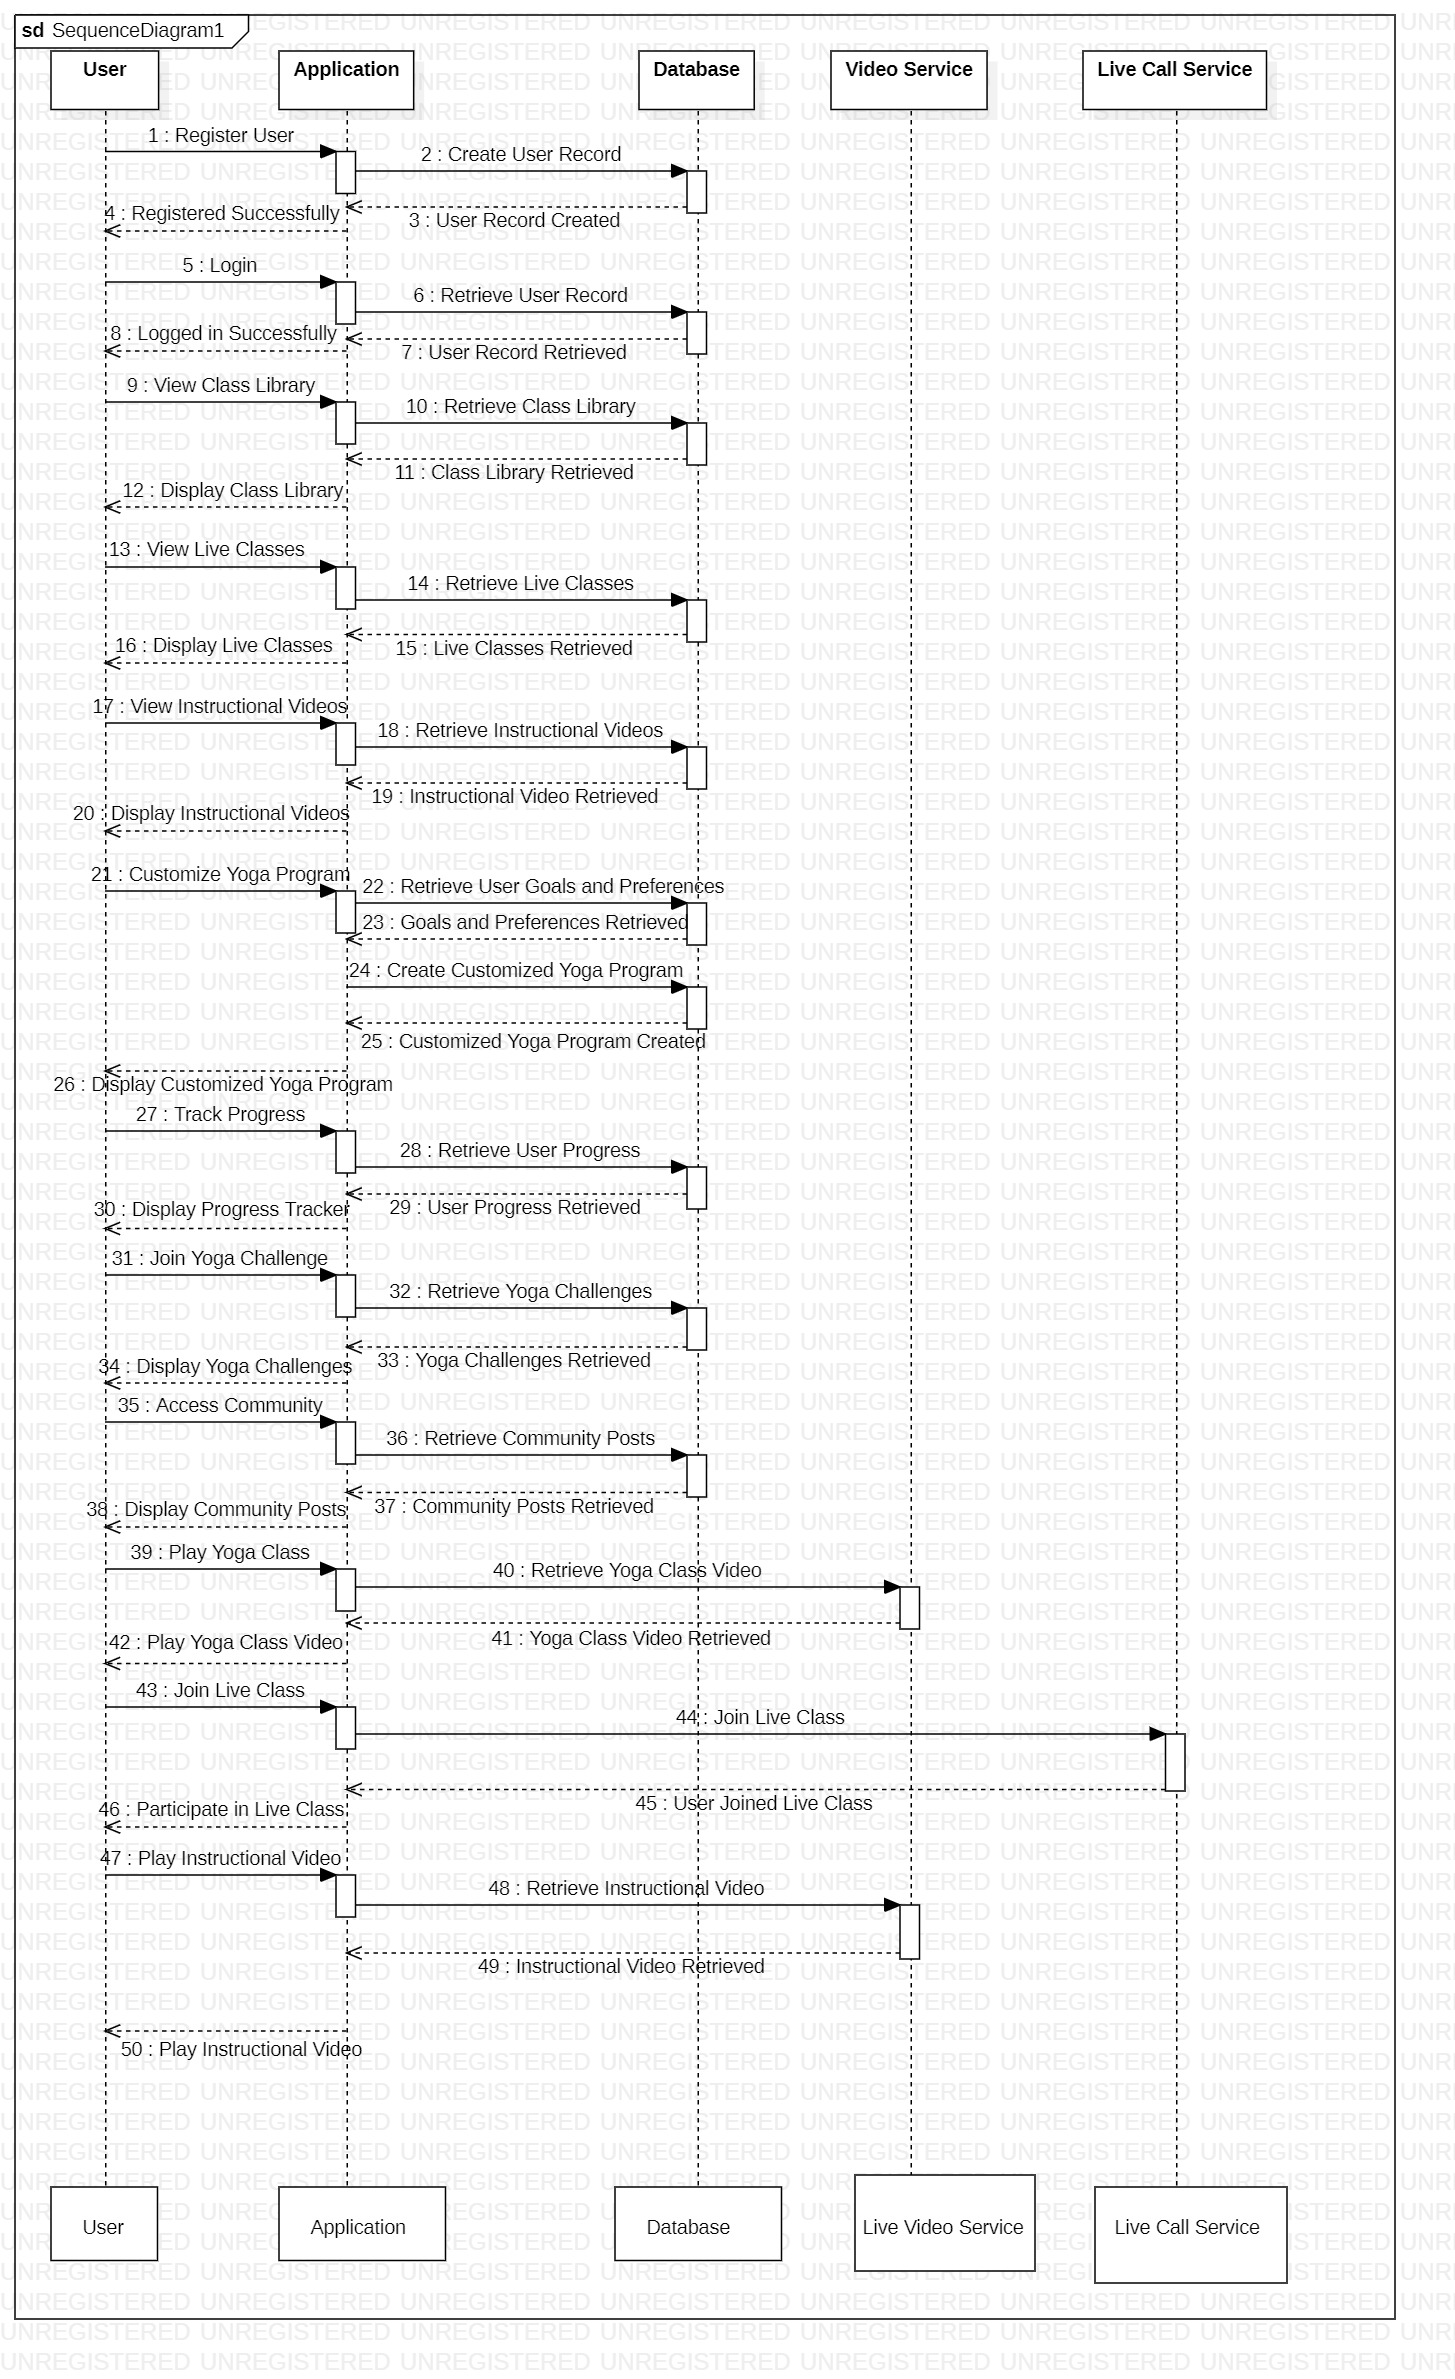 sd SequenceDiagram1
User
Application
Database
Video Service
Live Call Service
1 : Register User
2 : Create User Record
4 : Registered Successfully
3 : User Record Created
5 : Login
6 : Retrieve User Record
8 : Logged in Successfully
7 : User Record Retrieved
9 : View Class Library
10 : Retrieve Class Library
11 : Class Library Retrieved
12 : Display Class Library
13 : View Live Classes
14 : Retrieve Live Classes
16 : Display Live Classes
15 : Live Classes Retrieved
17 : View Instructional Videos
18 : Retrieve Instructional Videos
19 : Instructional Video Retrieved
20 : Display Instructional Videos
21 : Customize Yoga Program
22 : Retrieve User Goals and Preferences
23 : Goals and Preferences Retrieved
24 : Create Customized Yoga Program
25 : Customized Yoga Program Created
26 : Display Customized Yoga Program
27 : Track Progress
28 : Retrieve User Progress
30 : Display Progress Tracker
29 : User Progress Retrieved
31 : Join Yoga Challenge
32 : Retrieve Yoga Challenges
34 : Display Yoga Challenges
33 : Yoga Challenges Retrieved
35 : Access Community
36 : Retrieve Community Posts
38 : Display Community Posts
37 : Community Posts Retrieved
39 : Play Yoga Class
40 : Retrieve Yoga Class Video
42 : Play Yoga Class Video
41 : Yoga Class Video Retrieved
43 : Join Live Class
44 : Join Live Class
46 : Participate in Live Class
45 : User Joined Live Class
47 : Play Instructional Video
48 : Retrieve Instructional Video
49 : Instructional Video Retrieved
50 : Play Instructional Video
User
Application
Database
Live Video Service
Live Call Service
UNREGISTERED